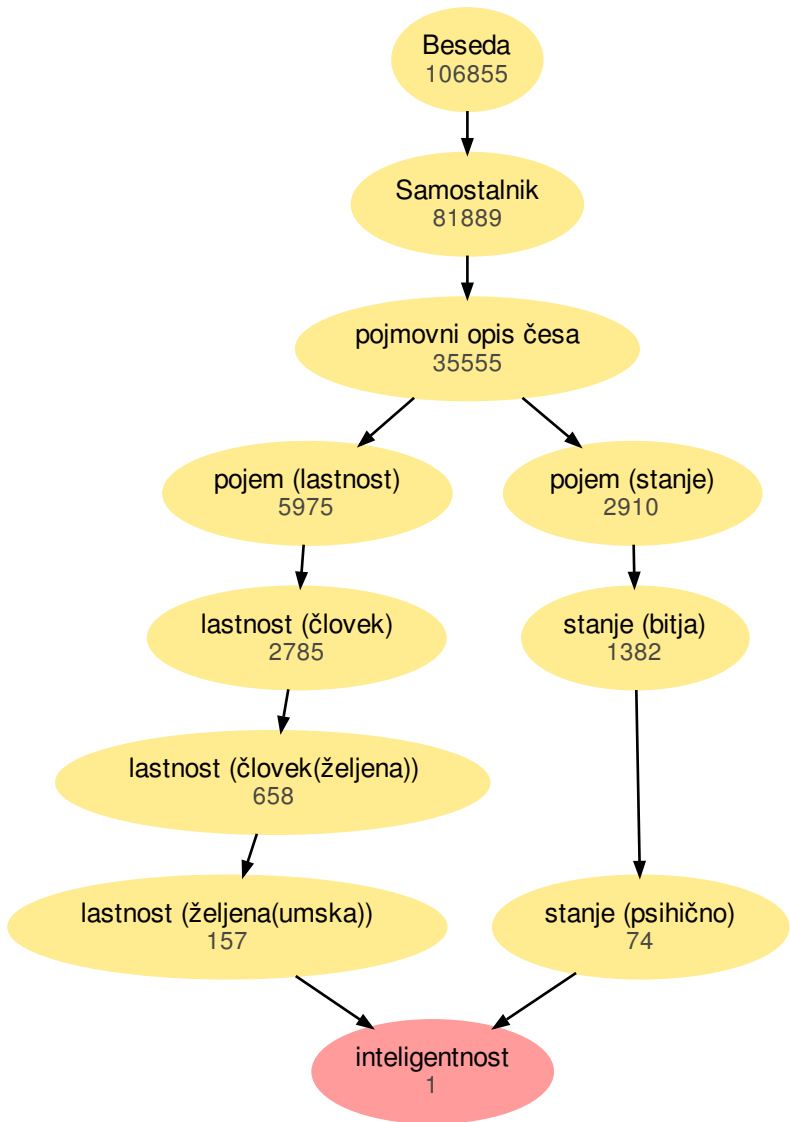 Beseda
106855
Samostalnik
81889
pojmovni opis česa
35555
pojem (lastnost)
5975
pojem (stanje)
2910
lastnost (človek)
2785
stanje (bitja)
1382
lastnost (človek(željena))
658
lastnost (željena(umska))
157
stanje (psihično)
74
inteligentnost
1